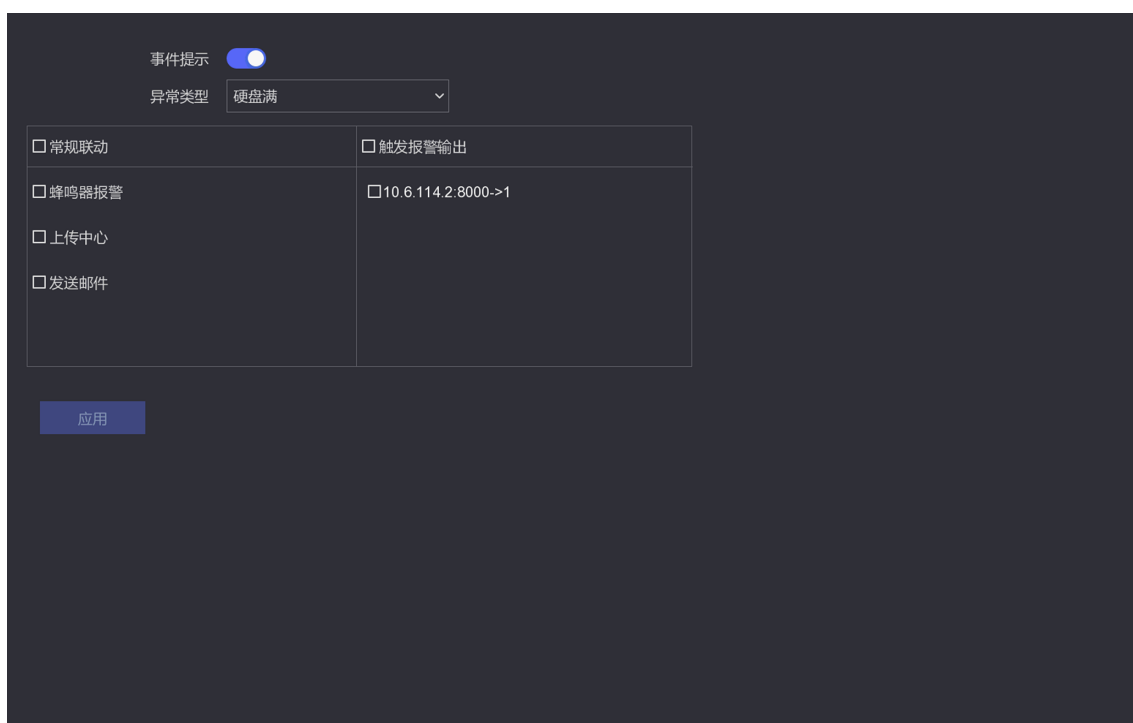 事件提示
异常类型 硬盘满
常规联动 触发报警输出
蜂鸣器报警 10.6.114.2:8000->1
上传中心
发送邮件
应用